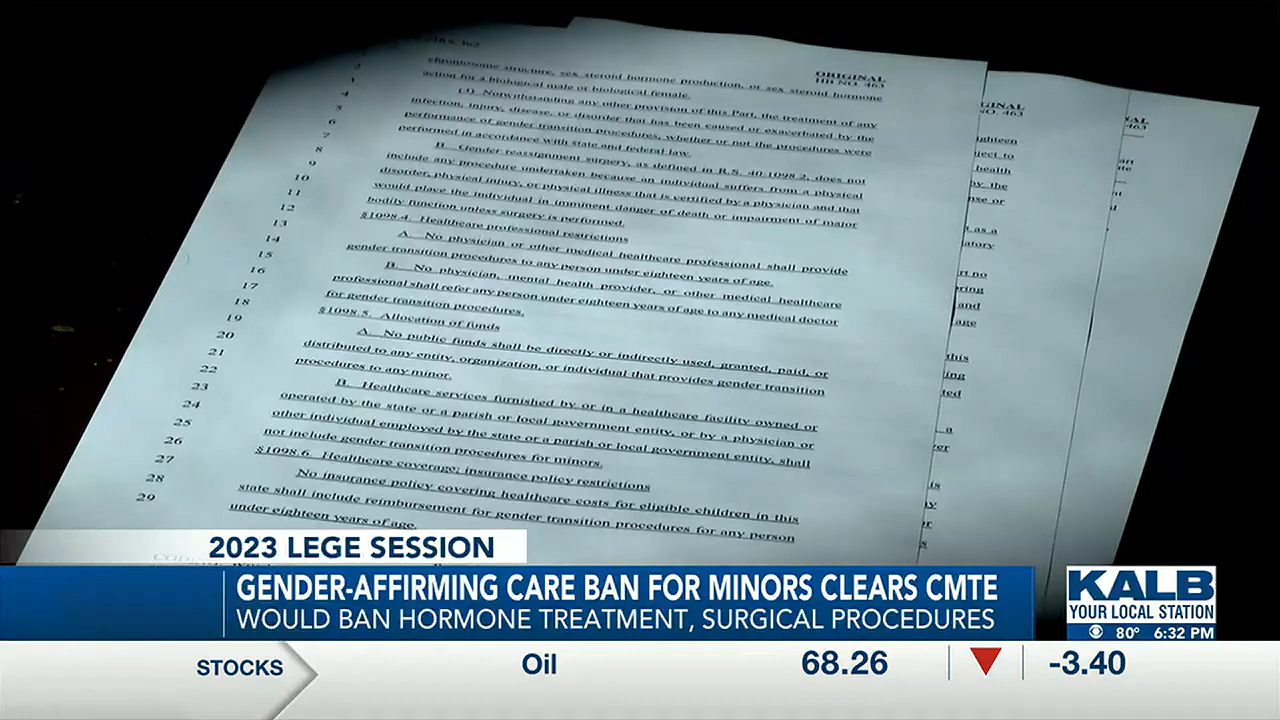 ORIGINAL
HB NO. 463
chromosome structure, sex steroid hormone production, or sex steroid hormone
action for a biological male or biological female.
(3) Notwithstanding any other provision of this Part, the treatment of any
infection, injury, disease, or disorder that has been caused or exacerbated by the
performance of gender transition procedures, whether or not the procedures were
performed in accordance with state and federal law.
B. Gender reassignment surgery, as defined in R.S. 40:1098.2, does not
include any procedure undertaken because an individual suffers from a physical
disorder, physical injury, or physical illness that is certified by a physician and that
would place the individual in imminent danger of death or impairment of major
bodily function unless surgery is performed.
§1098.4. Healthcare professional restrictions
A. No physician or other medical healthcare professional shall provide
gender transition procedures to any person under eighteen years of age.
B. No physician, mental health provider, or other medical healthcare
professional shall refer any person under eighteen years of age to any medical doctor
for gender transition procedures.
§1098.5. Allocation of funds
A. No public funds shall be directly or indirectly used, granted, paid, or
distributed to any entity, organization, or individual that provides gender transition
procedures to any minor.
B. Healthcare services furnished by or in a healthcare facility owned or
operated by the state or a parish or local government entity, or by a physician or
other individual employed by the state or a parish or local government entity, shall
not include gender transition procedures for minors.
§1098.6. Healthcare coverage; insurance policy restrictions
No insurance policy covering healthcare costs for eligible children in this
state shall include reimbursement for gender transition procedures for any person
under eighteen years of age.
2023 LEGE SESSION
GENDER-AFFIRMING CARE BAN FOR MINORS CLEARS CMTE
WOULD BAN HORMONE TREATMENT, SURGICAL PROCEDURES
KALB
YOUR LOCAL STATION
80° 6:32 PM
STOCKS Oil 68.26 -3.40